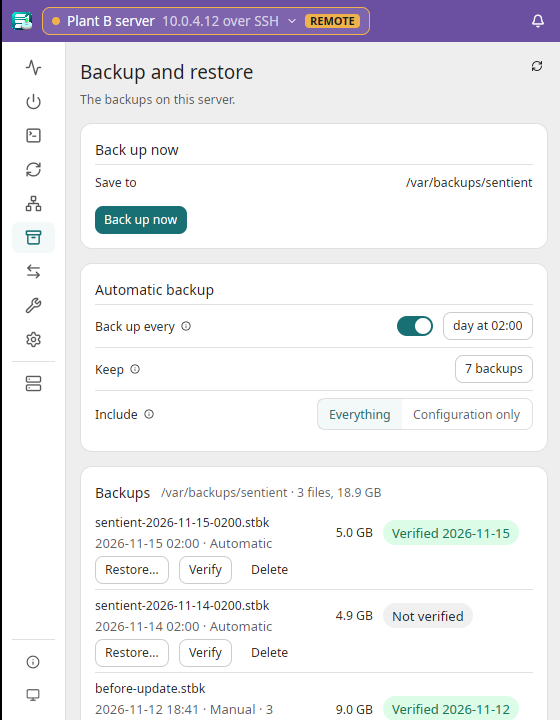 Plant B server 10.0.4.12 over SSH REMOTE
Backup and restore
The backups on this server.
Back up now
Save to /var/backups/sentient
Back up now
Automatic backup
Back up every day at 02:00
Keep 7 backups
Include Everything Configuration only
Backups /var/backups/sentient · 3 files, 18.9 GB
sentient-2026-11-15-0200.stbk
2026-11-15 02:00 · Automatic
5.0 GB Verified 2026-11-15
Restore... Verify Delete
sentient-2026-11-14-0200.stbk
2026-11-14 02:00 · Automatic
4.9 GB Not verified
Restore... Verify Delete
before-update.stbk
2026-11-12 18:41 · Manual · 3
9.0 GB Verified 2026-11-12